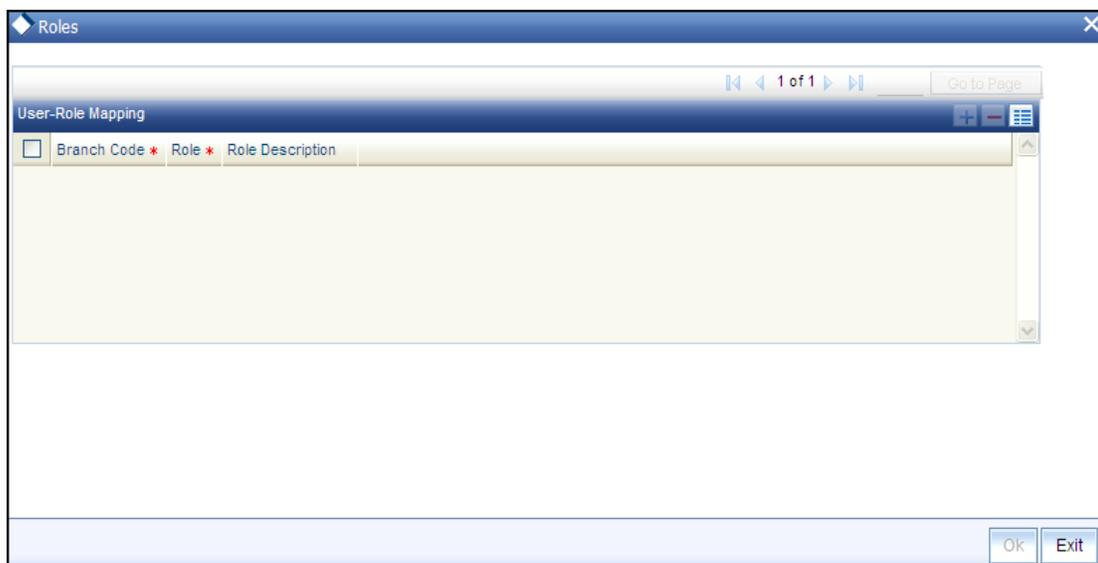 Roles
1 of 1 Go to Page
User-Role Mapping
Branch Code * Role * Role Description
Ok Exit